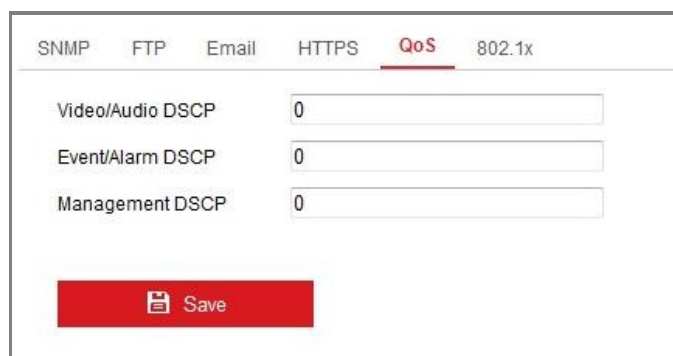 SNMP FTP Email HTTPS QoS 802.1x
Video/Audio DSCP 0
Event/Alarm DSCP 0
Management DSCP 0
Save